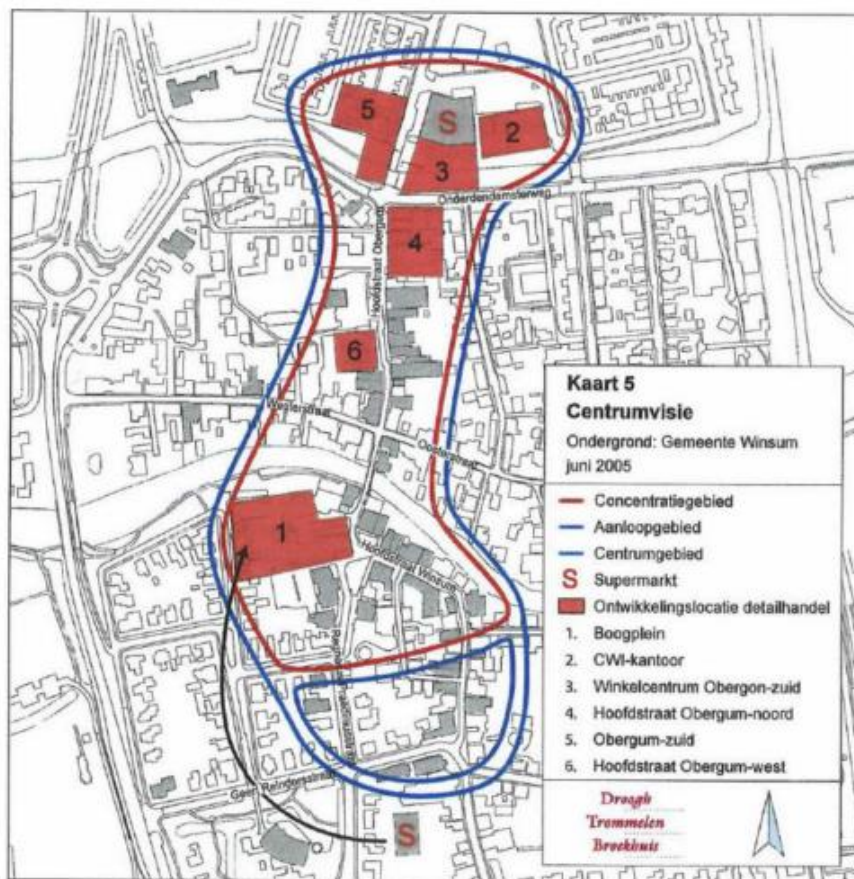 5
S
2
3
Onderdendamsterweg
4
Hoofdstraat Obergum
6
Westerstraat
Oosterstraat
1
Hoofdstraat Winsum
Geert Reindersstraat
S
Kaart 5
Centrumvisie
Ondergrond: Gemeente Winsum
juni 2005
Concentratiegebied
Aanloopgebied
Centrumgebied
S Supermarkt
Ontwikkelingslocatie detailhandel
1. Boogplein
2. CWI-kantoor
3. Winkelcentrum Obergon-zuid
4. Hoofdstraat Obergum-noord
5. Obergum-zuid
6. Hoofdstraat Obergum-west
Droogh
Trommelen
Broekhuis